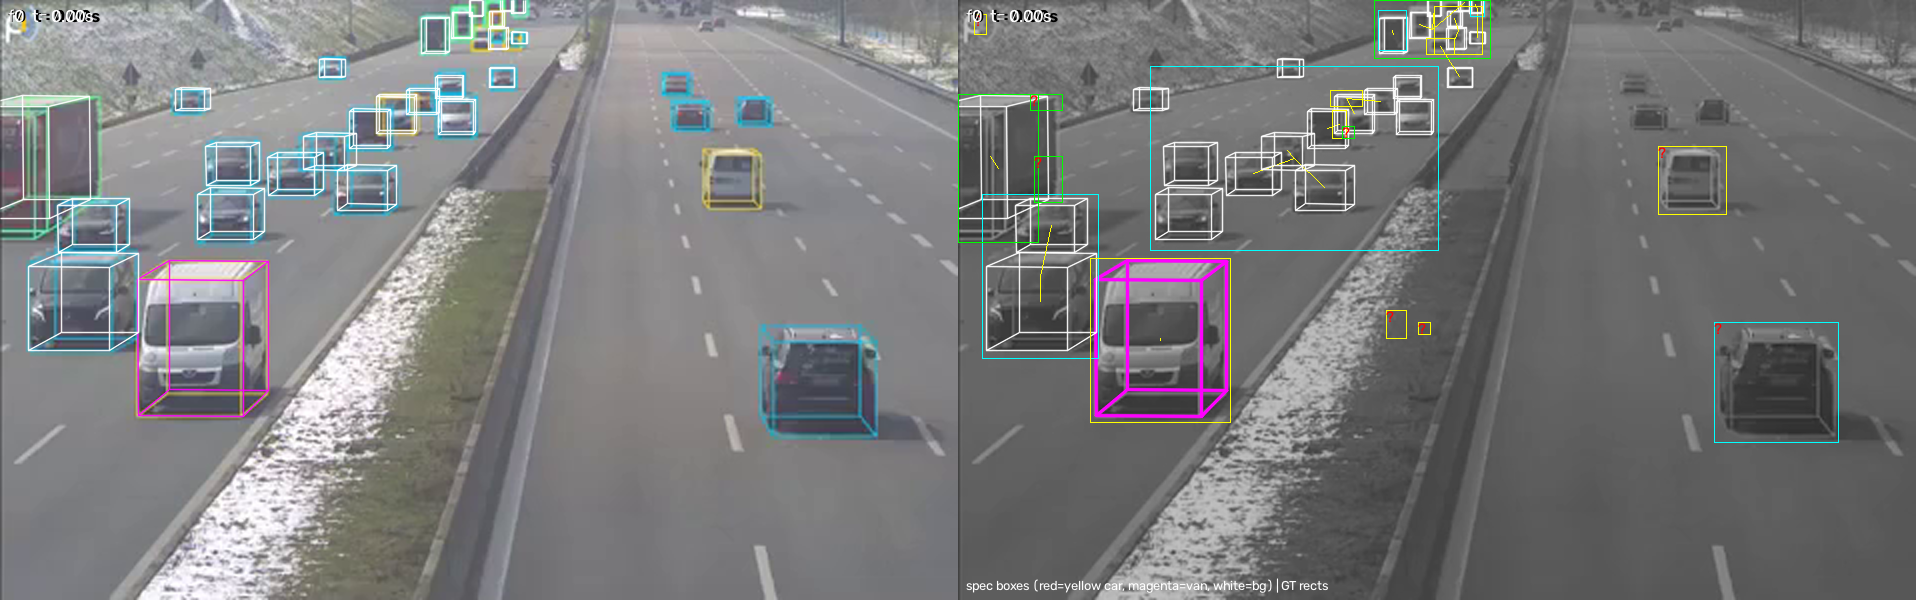 f0 t=0.00s
f0 t=0.00s
?
?
?
?
?
?
spec boxes (red=yellow car, magenta=van, white=bg) | GT rects